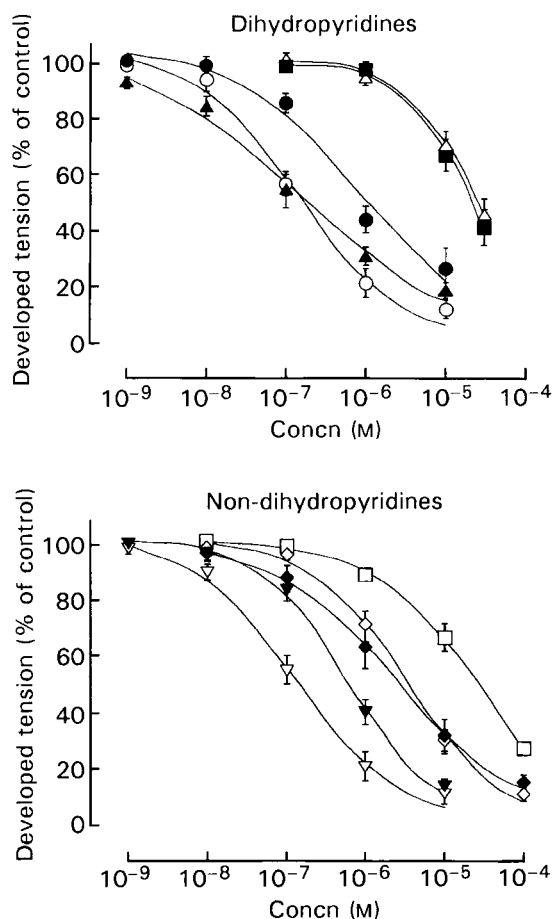 Dihydropyridines
Developed tension (% of control)
100
80
60
40
20
0
10⁻⁹ 10⁻⁸ 10⁻⁷ 10⁻⁶ 10⁻⁵ 10⁻⁴
Concn (M)
Non-dihydropyridines
Developed tension (% of control)
100
80
60
40
20
0
10⁻⁹ 10⁻⁸ 10⁻⁷ 10⁻⁶ 10⁻⁵ 10⁻⁴
Concn (M)